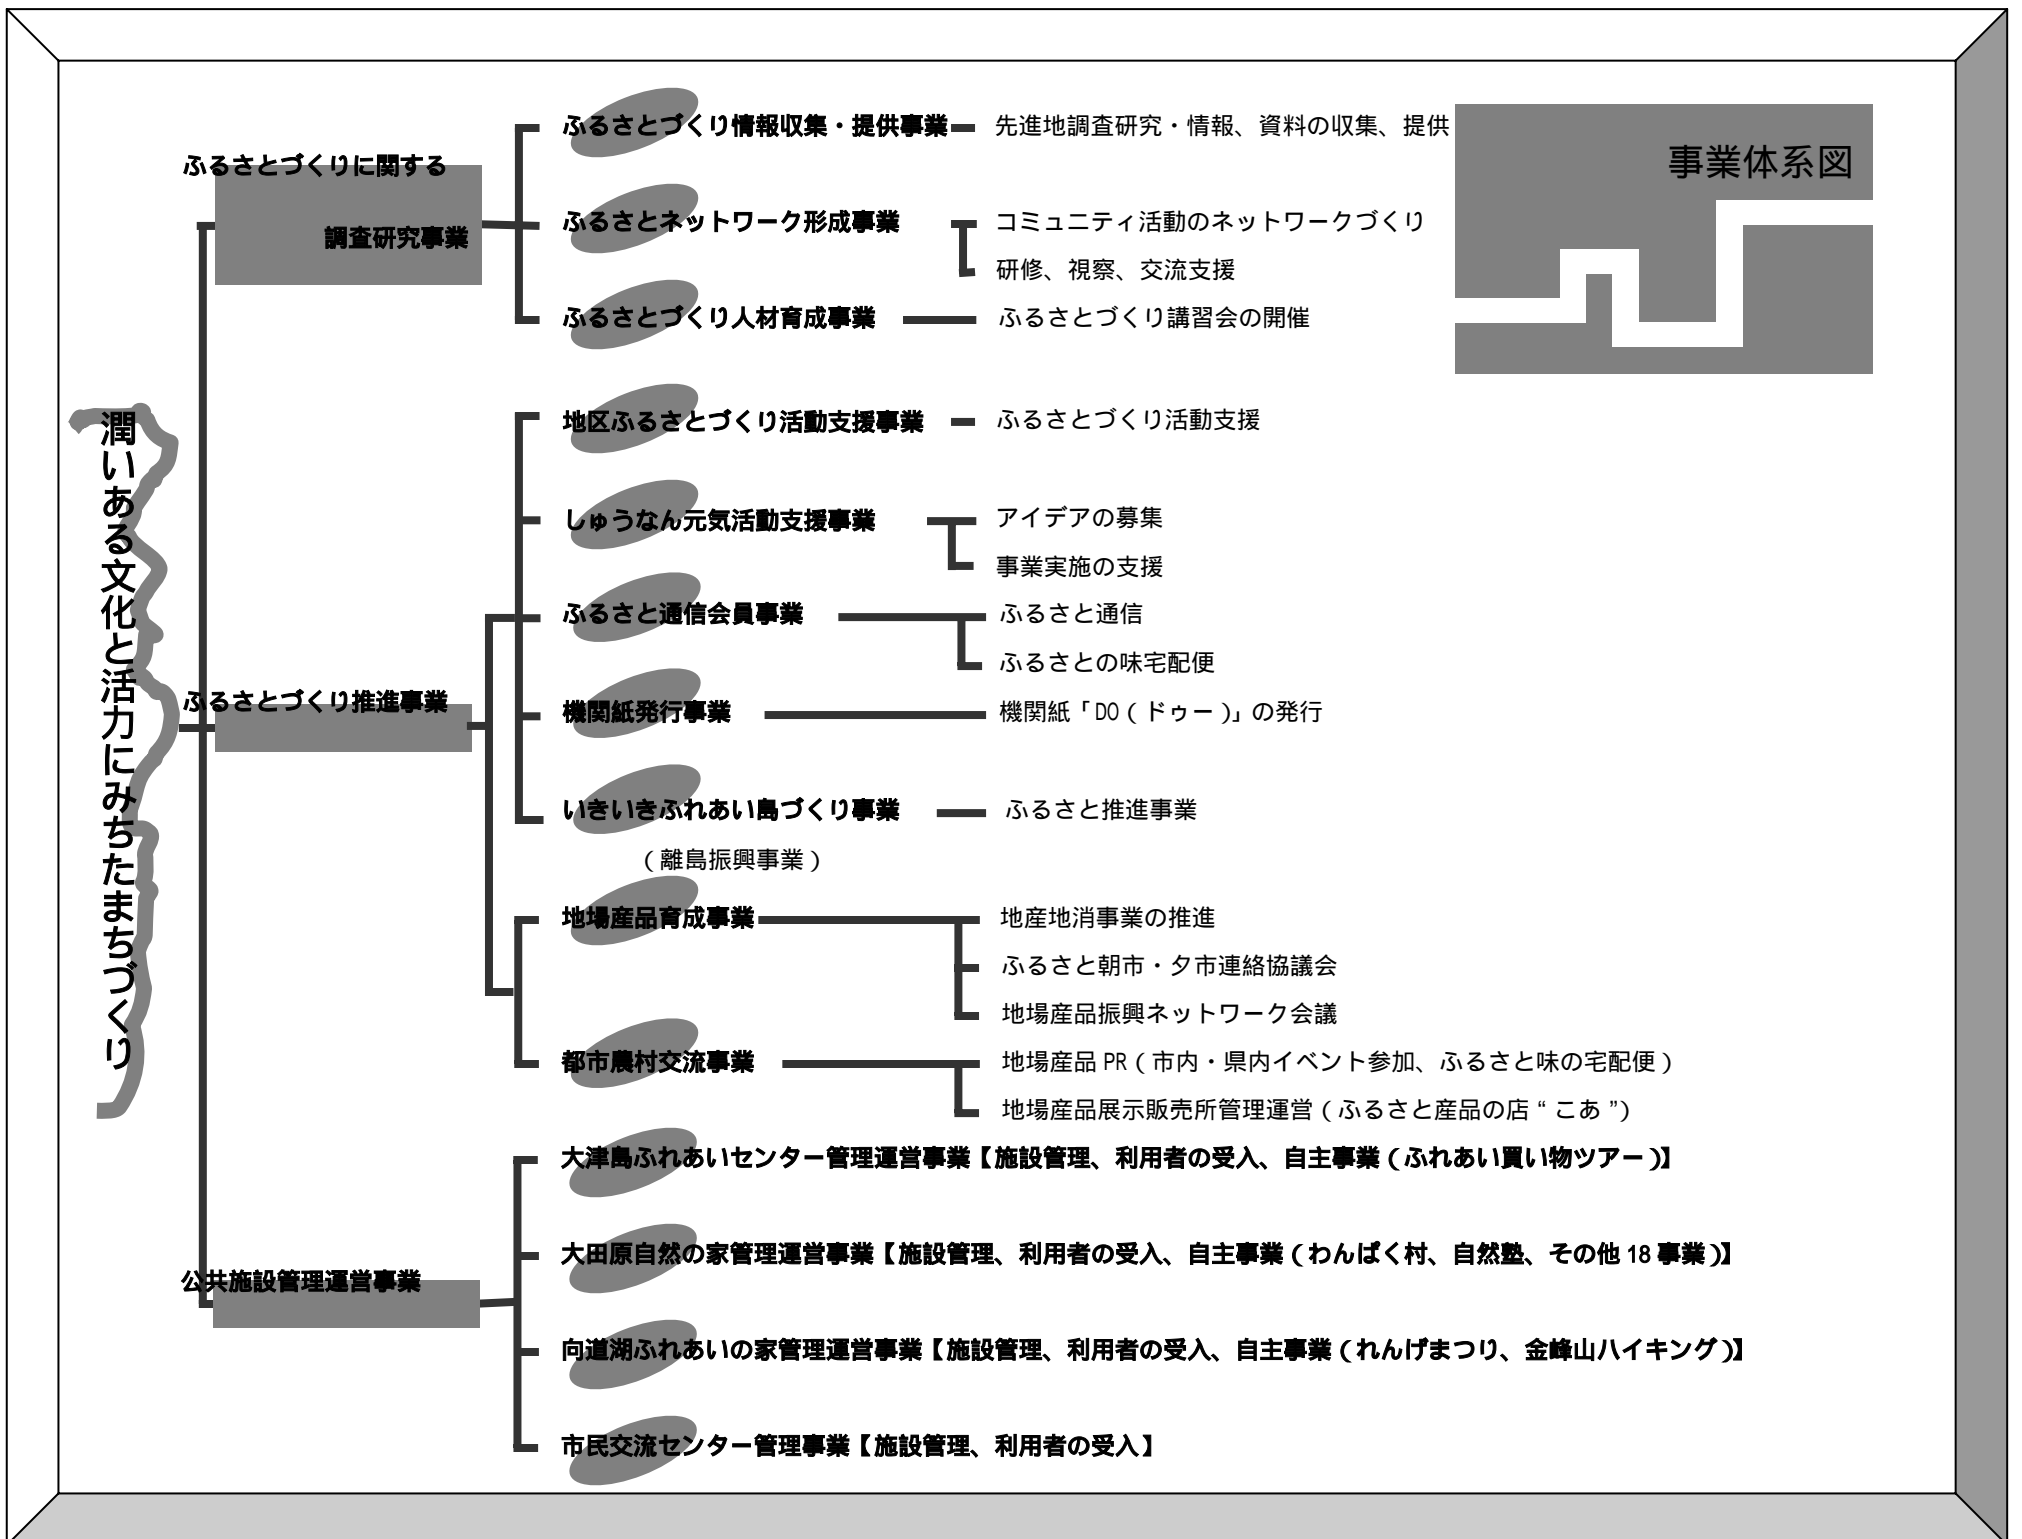 事業体系図
潤いある文化と活力にみちたまちづくり
ふるさとづくりに関する
調査研究事業
ふるさとづくり情報収集・提供事業
先進地調査研究・情報、資料の収集、提供
ふるさとネットワーク形成事業
コミュニティ活動のネットワークづくり
研修、視察、交流支援
ふるさとづくり人材育成事業
ふるさとづくり講習会の開催
ふるさとづくり推進事業
地区ふるさとづくり活動支援事業
ふるさとづくり活動支援
しゅうなん元気活動支援事業
アイデアの募集
事業実施の支援
ふるさと通信会員事業
ふるさと通信
ふるさとの味宅配便
機関紙発行事業
機関紙「DO(ドゥー)」の発行
いきいきふれあい島づくり事業
ふるさと推進事業
(離島振興事業)
地場産品育成事業
地産地消事業の推進
ふるさと朝市・夕市連絡協議会
地場産品振興ネットワーク会議
都市農村交流事業
地場産品PR(市内・県内イベント参加、ふるさと味の宅配便)
地場産品展示販売所管理運営(ふるさと産品の店“こあ”)
公共施設管理運営事業
大津島ふれあいセンター管理運営事業【施設管理、利用者の受入、自主事業(ふれあい買い物ツアー)】
大田原自然の家管理運営事業【施設管理、利用者の受入、自主事業(わんぱく村、自然塾、その他18事業)】
向道湖ふれあいの家管理運営事業【施設管理、利用者の受入、自主事業(れんげまつり、金峰山ハイキング)】
市民交流センター管理事業【施設管理、利用者の受入】